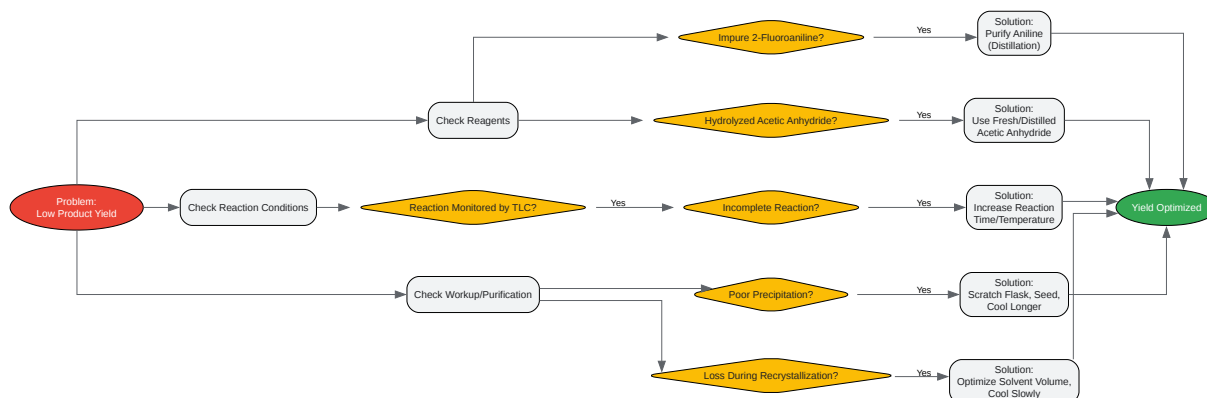 Impure 2-Fluoroaniline?
Yes
Solution:
Purify Aniline
(Distillation)
Check Reagents
Hydrolyzed Acetic Anhydride?
Yes
Solution:
Use Fresh/Distilled
Acetic Anhydride
Problem:
Low Product Yield
Check Reaction Conditions
Reaction Monitored by TLC?
Yes
Incomplete Reaction?
Yes
Solution:
Increase Reaction
Time/Temperature
Yield Optimized
Check Workup/Purification
Poor Precipitation?
Yes
Solution:
Scratch Flask, Seed,
Cool Longer
Loss During Recrystallization?
Yes
Solution:
Optimize Solvent Volume,
Cool Slowly